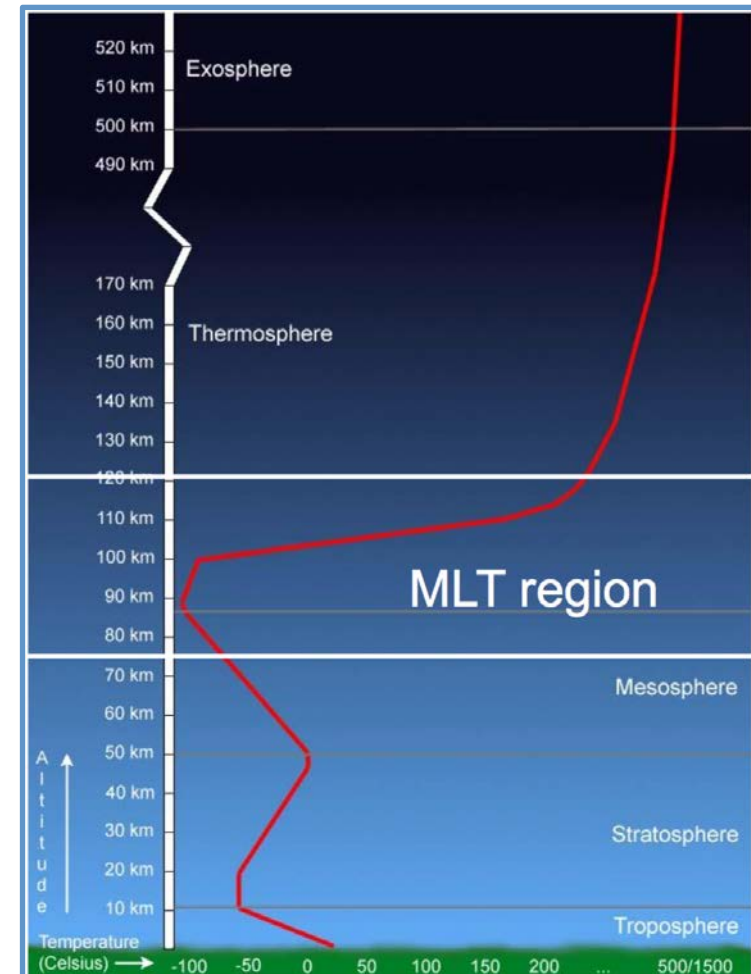 520 km
Exosphere
510 km
500 km
490 km
170 km
160 km
Thermosphere
150 km
140 km
130 km
120 km
110 km
100 km
90 km
MLT region
80 km
70 km
Mesosphere
60 km
50 km
40 km
30 km
Stratosphere
20 km
10 km
Troposphere
Altitude
Temperature
(Celsius)
-100 -50 0 50 100 150 200 ... 500/1500